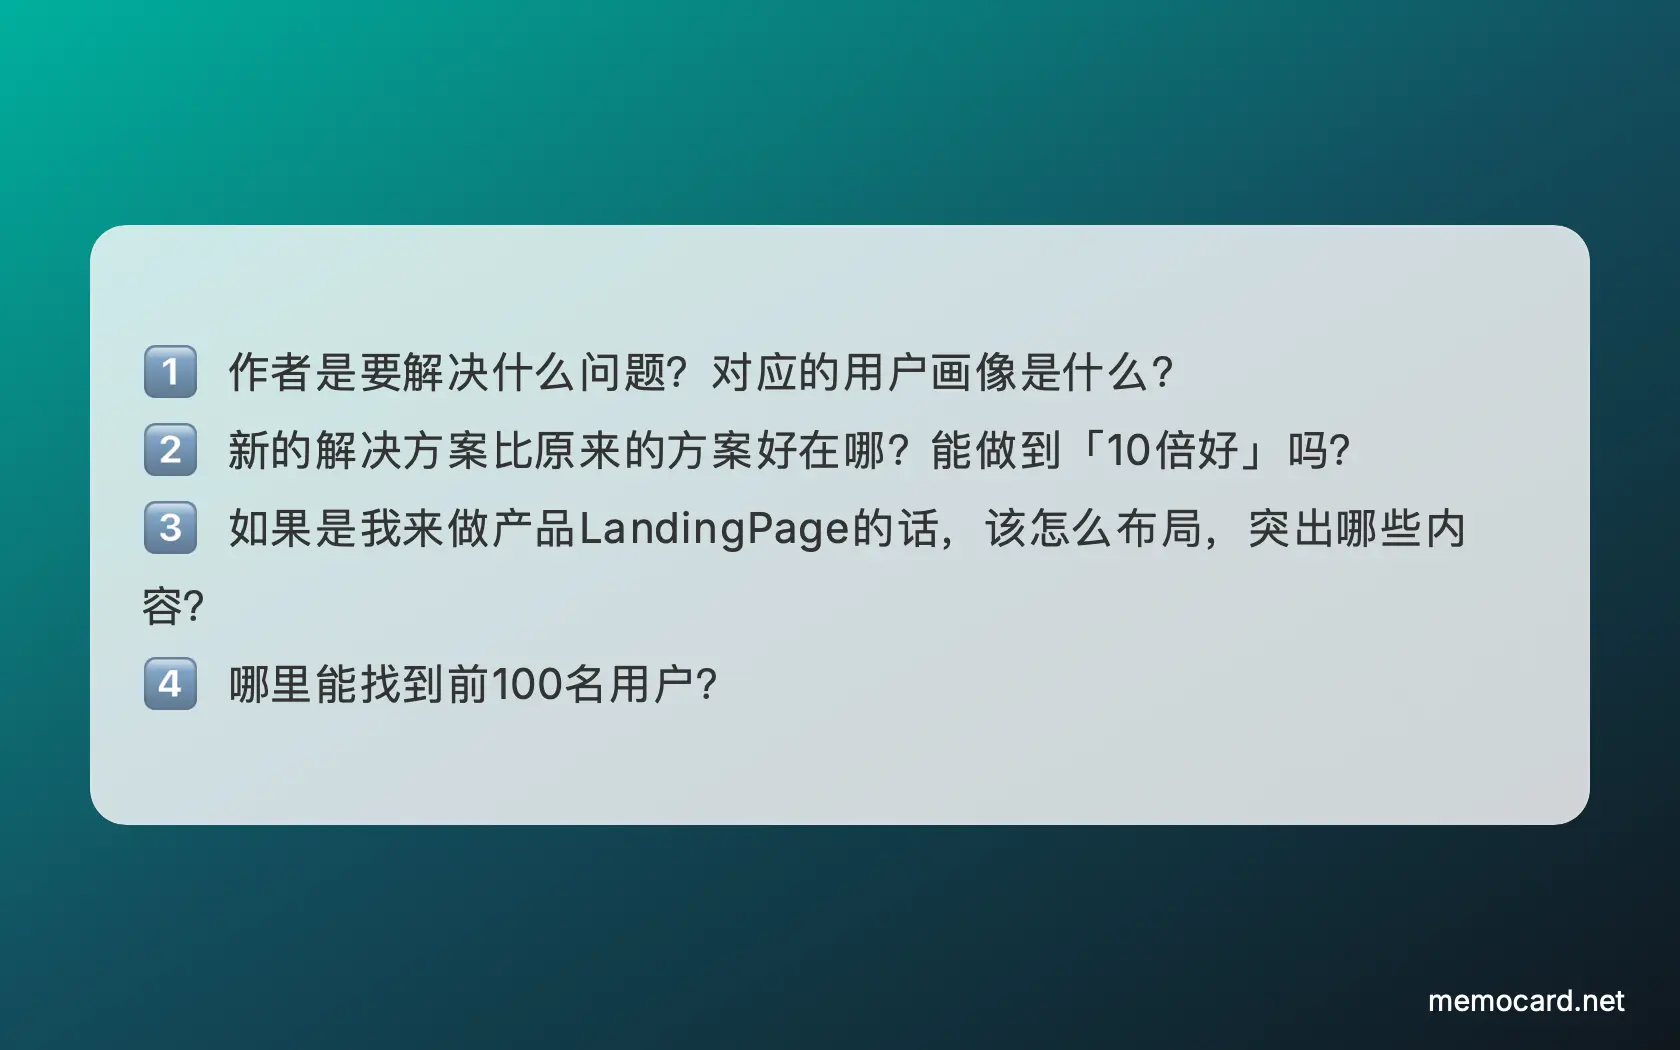 1️⃣ 作者是要解决什么问题？对应的用户画像是什么？
2️⃣ 新的解决方案比原来的方案好在哪？能做到「10倍好」吗？
3️⃣ 如果是我来做产品LandingPage的话，该怎么布局，突出哪些内
容？
4️⃣ 哪里能找到前100名用户？
memocard.net